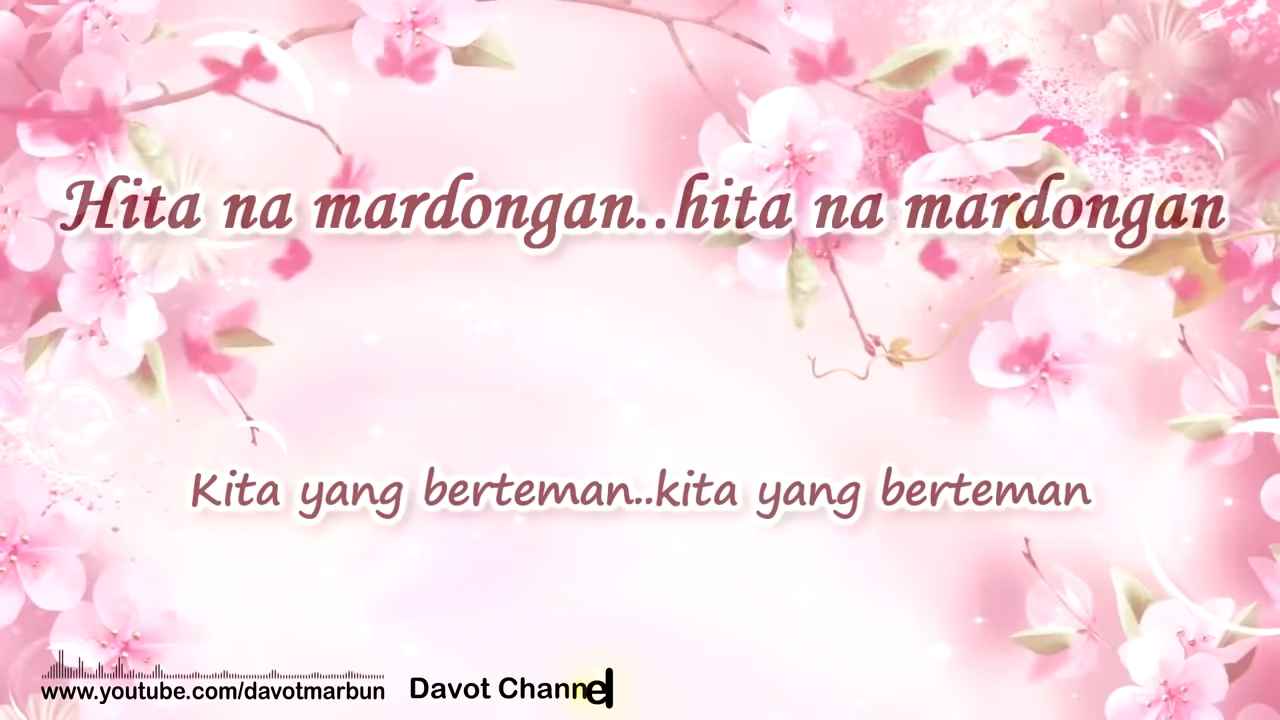 Hita na mardongan..hita na mardongan
Kita yang berteman..kita yang berteman
www.youtube.com/davotmarbun Davot Channel